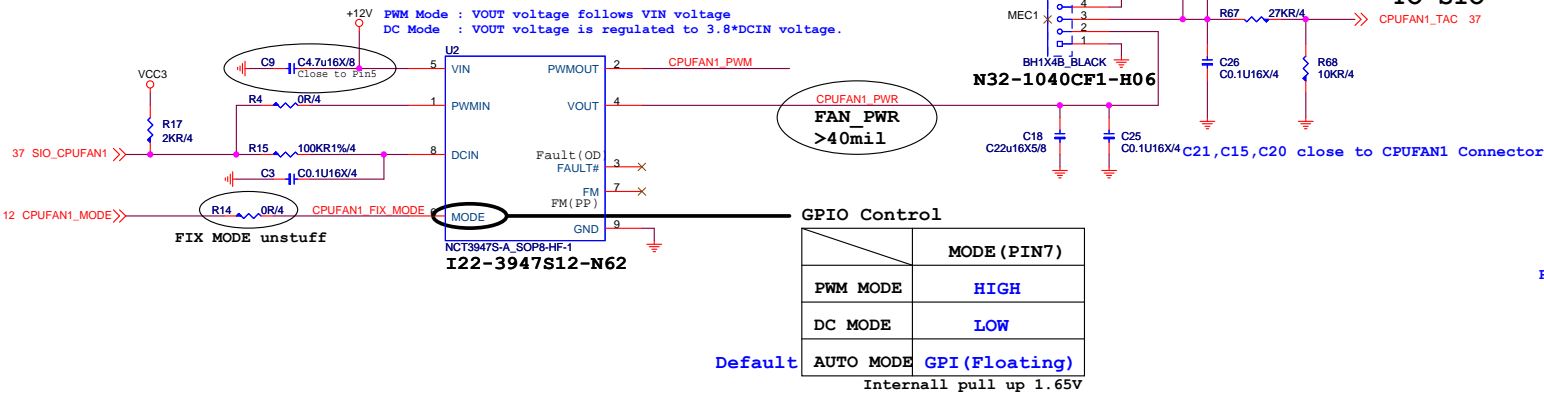 +12V
PWM Mode : VOUT voltage follows VIN voltage
DC Mode : VOUT voltage is regulated to 3.8*DCIN voltage.
VCC3
C9 C4.7u16X/8
Close to Pin5
U2
5 VIN
PWMOUT 2 CPUFAN1_PWM
R4 0R/4
1 PWMIN
VOUT 4 CPUFAN1_PWR
FAN_PWR
>40mil
R17
2KR/4
37 SIO_CPUFAN1
R15 100KR1%/4
8 DCIN
Fault(OD)
FAULT# 3
C3 C0.1U16X/4
FM 7
FM(PP)
12 CPUFAN1_MODE
R14 0R/4
CPUFAN1_FIX_MODE
MODE
FIX MODE unstuff
GND 9
NCT3947S-A_SOP8-HF-1
I22-3947S12-N62
MEC1
4
3
2
1
BH1X4B_BLACK
N32-1040CF1-H06
R67 27KR/4
CPUFAN1_TAC 37
C26
C0.1U16X/4
R68
10KR/4
C18
C22u16X5/8
C25
C0.1U16X/4
C21,C15,C20 close to CPUFAN1 Connector
GPIO Control
MODE(PIN7)
PWM MODE HIGH
DC MODE LOW
Default AUTO MODE GPI(Floating)
Internall pull up 1.65V